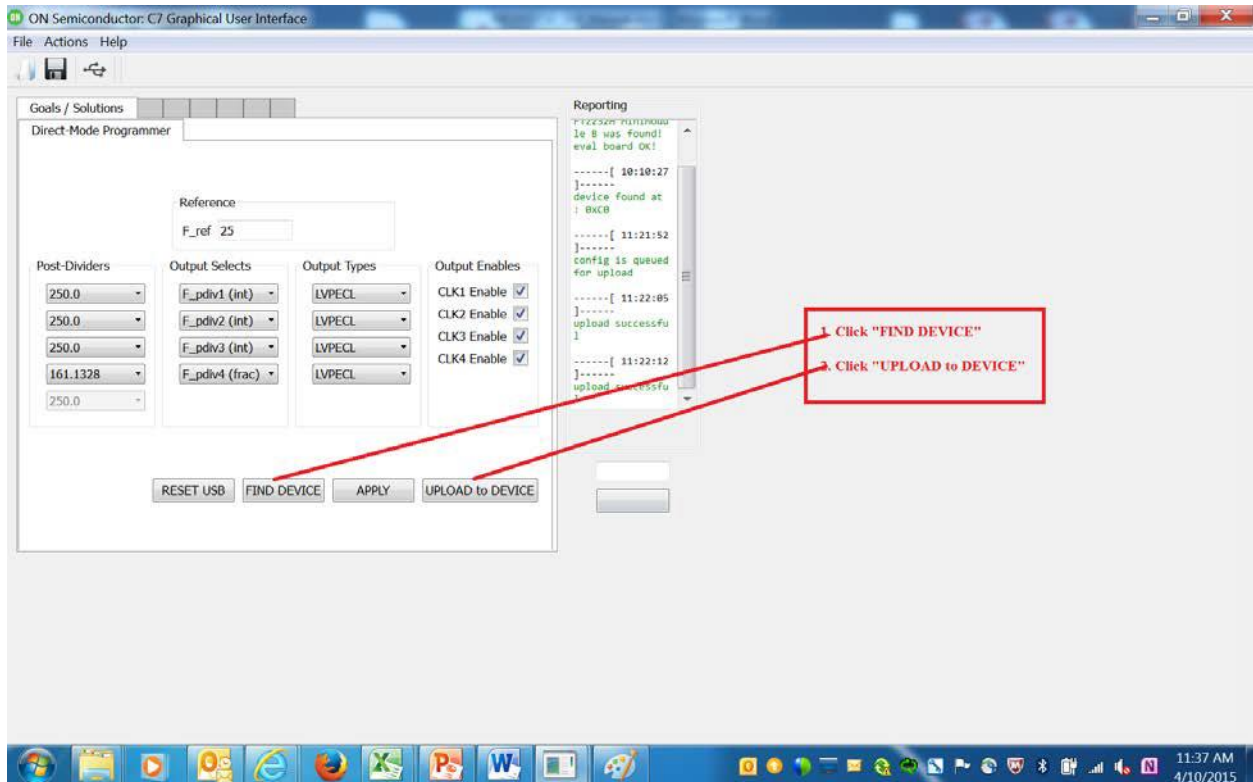 ON Semiconductor: C7 Graphical User Interface
File Actions Help
Goals / Solutions
Direct-Mode Programmer
Reference
F_ref 25
Post-Dividers
250.0
250.0
250.0
161.1328
250.0
Output Selects
F_pdiv1 (int)
F_pdiv2 (int)
F_pdiv3 (int)
F_pdiv4 (frac)
Output Types
LVPECL
LVPECL
LVPECL
LVPECL
Output Enables
CLK1 Enable
CLK2 Enable
CLK3 Enable
CLK4 Enable
RESET USB
FIND DEVICE
APPLY
UPLOAD to DEVICE
Reporting
le B was found!
eval board OK!
------[ 10:10:27
]------
device found at
: 0XC0
------[ 11:21:52
]------
config is queued
for upload
------[ 11:22:05
]------
upload successfu
l
------[ 11:22:12
]------
upload successfu
l
1. Click "FIND DEVICE"
2. Click "UPLOAD to DEVICE"
11:37 AM
4/10/2015